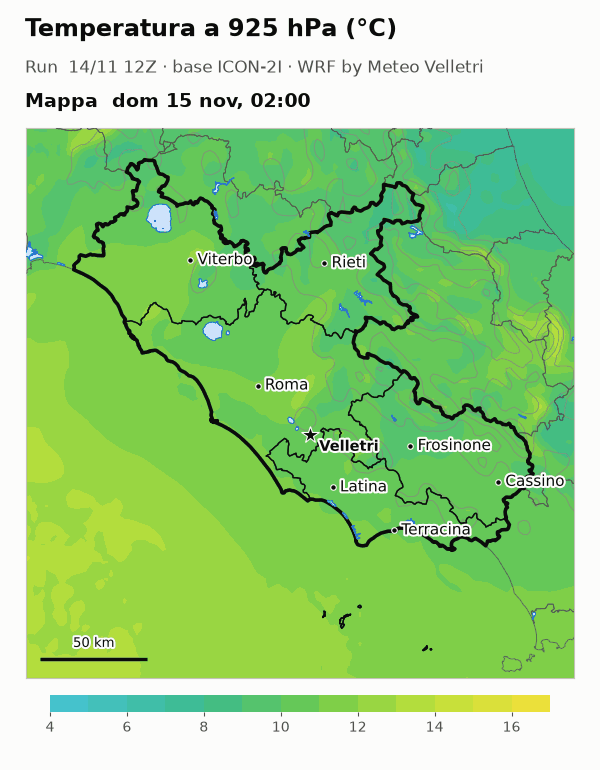 Temperatura a 925 hPa (°C)
Run  14/11 12Z · base ICON-2I · WRF by Meteo Velletri
Mappa  dom 15 nov, 02:00
Viterbo
Rieti
Roma
Velletri
Frosinone
Cassino
Latina
Terracina
50 km
4 6 8 10 12 14 16